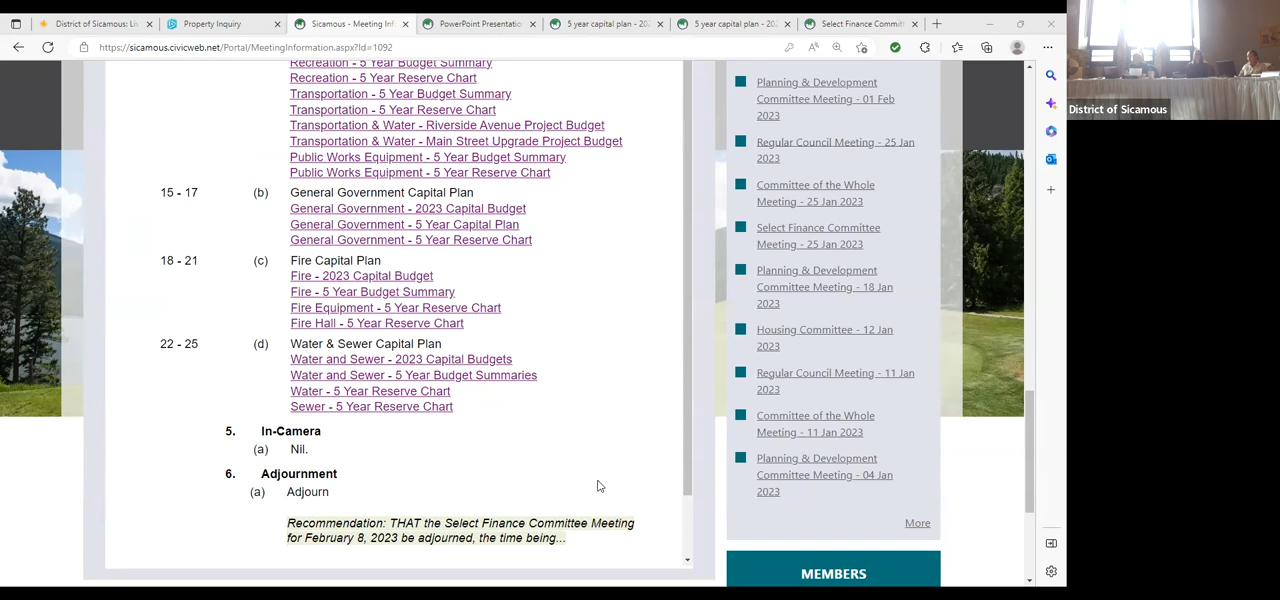 District of Sicamous: Li
Property Inquiry
Sicamous - Meeting Inf
PowerPoint Presentatio
5 year capital plan - 202
5 year capital plan - 202
Select Finance Committ
https://sicamous.civicweb.net/Portal/MeetingInformation.aspx?Id=1092
Recreation - 5 Year Budget Summary
Recreation - 5 Year Reserve Chart
Transportation - 5 Year Budget Summary
Transportation - 5 Year Reserve Chart
Transportation & Water - Riverside Avenue Project Budget
Transportation & Water - Main Street Upgrade Project Budget
Public Works Equipment - 5 Year Budget Summary
Public Works Equipment - 5 Year Reserve Chart
15 - 17 (b) General Government Capital Plan
General Government - 2023 Capital Budget
General Government - 5 Year Capital Plan
General Government - 5 Year Reserve Chart
18 - 21 (c) Fire Capital Plan
Fire - 2023 Capital Budget
Fire - 5 Year Budget Summary
Fire Equipment - 5 Year Reserve Chart
Fire Hall - 5 Year Reserve Chart
22 - 25 (d) Water & Sewer Capital Plan
Water and Sewer - 2023 Capital Budgets
Water and Sewer - 5 Year Budget Summaries
Water - 5 Year Reserve Chart
Sewer - 5 Year Reserve Chart
5. In-Camera
(a) Nil.
6. Adjournment
(a) Adjourn
Recommendation: THAT the Select Finance Committee Meeting
for February 8, 2023 be adjourned, the time being...
Planning & Development
Committee Meeting - 01 Feb
2023
Regular Council Meeting - 25 Jan
2023
Committee of the Whole
Meeting - 25 Jan 2023
Select Finance Committee
Meeting - 25 Jan 2023
Planning & Development
Committee Meeting - 18 Jan
2023
Housing Committee - 12 Jan
2023
Regular Council Meeting - 11 Jan
2023
Committee of the Whole
Meeting - 11 Jan 2023
Planning & Development
Committee Meeting - 04 Jan
2023
More
MEMBERS
District of Sicamous